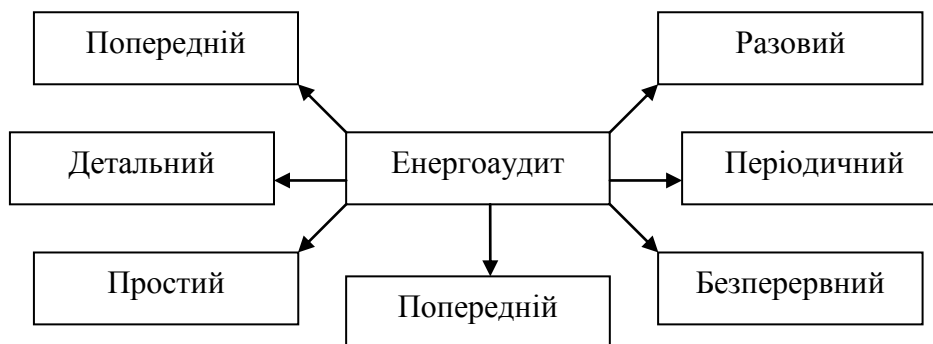 Попередній
Разовий
Детальний
Енергоаудит
Періодичний
Простий
Попередній
Безперервний